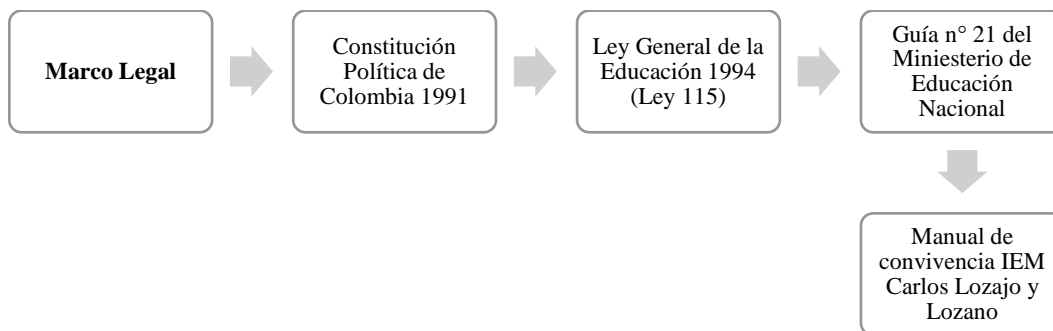 Marco Legal
Constitución
Política de
Colombia 1991
Ley General de la
Educación 1994
(Ley 115)
Guía n° 21 del
Miniesterio de
Educación
Nacional
Manual de
convivencia IEM
Carlos Lozajo y
Lozano